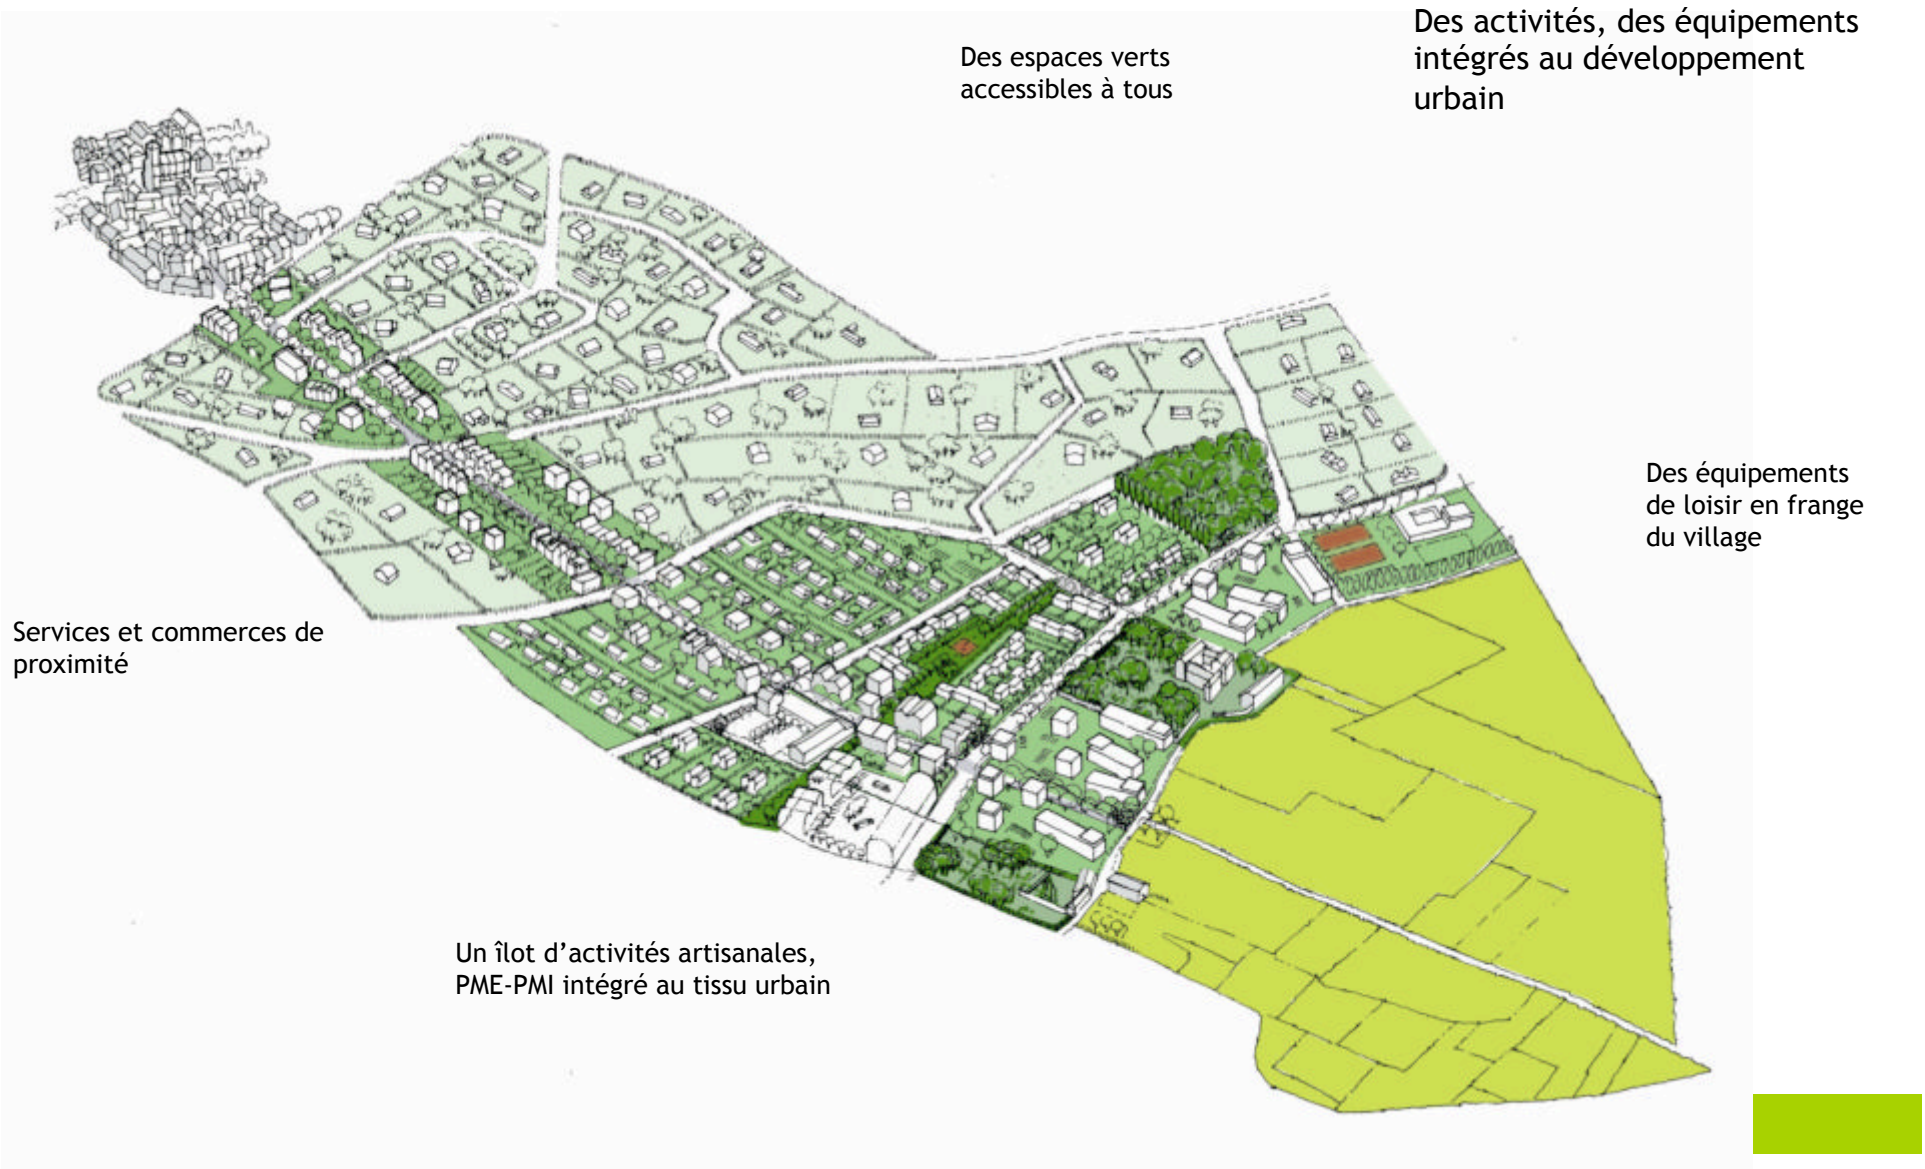 Des activités, des équipements
intégrés au développement
urbain
Des espaces verts
accessibles à tous
Des équipements
de loisir en frange
du village
Services et commerces de
proximité
Un îlot d’activités artisanales,
PME-PMI intégré au tissu urbain